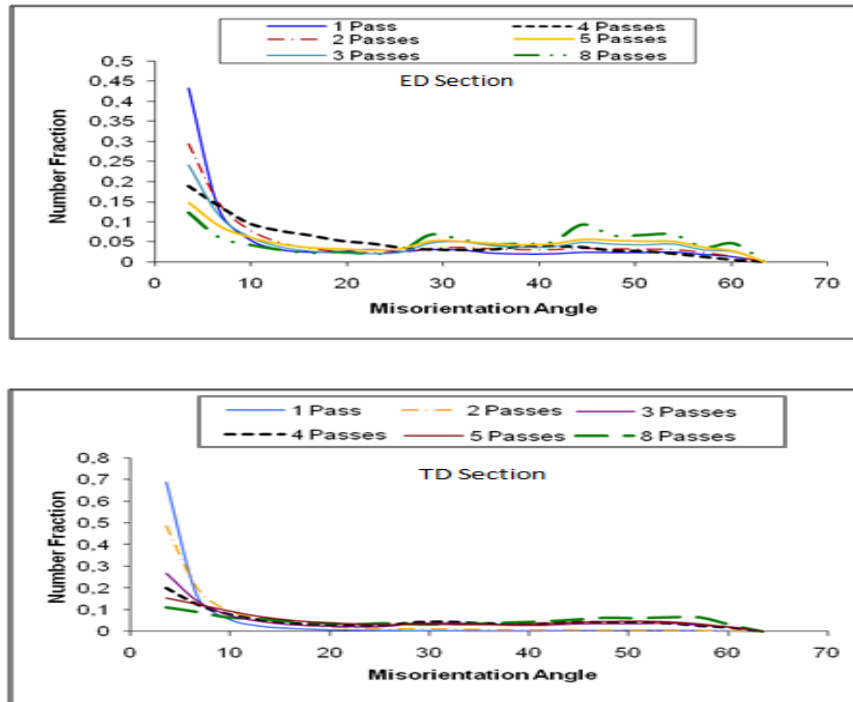 1 Pass 4 Passes
2 Passes 5 Passes
3 Passes 8 Passes
ED Section
Number Fraction
0,5
0,45
0,4
0,35
0,3
0,25
0,2
0,15
0,1
0,05
0
0 10 20 30 40 50 60 70
Misorientation Angle
1 Pass 2 Passes 3 Passes
4 Passes 5 Passes 8 Passes
TD Section
Number Fraction
0,8
0,7
0,6
0,5
0,4
0,3
0,2
0,1
0
0 10 20 30 40 50 60 70
Misorientation Angle